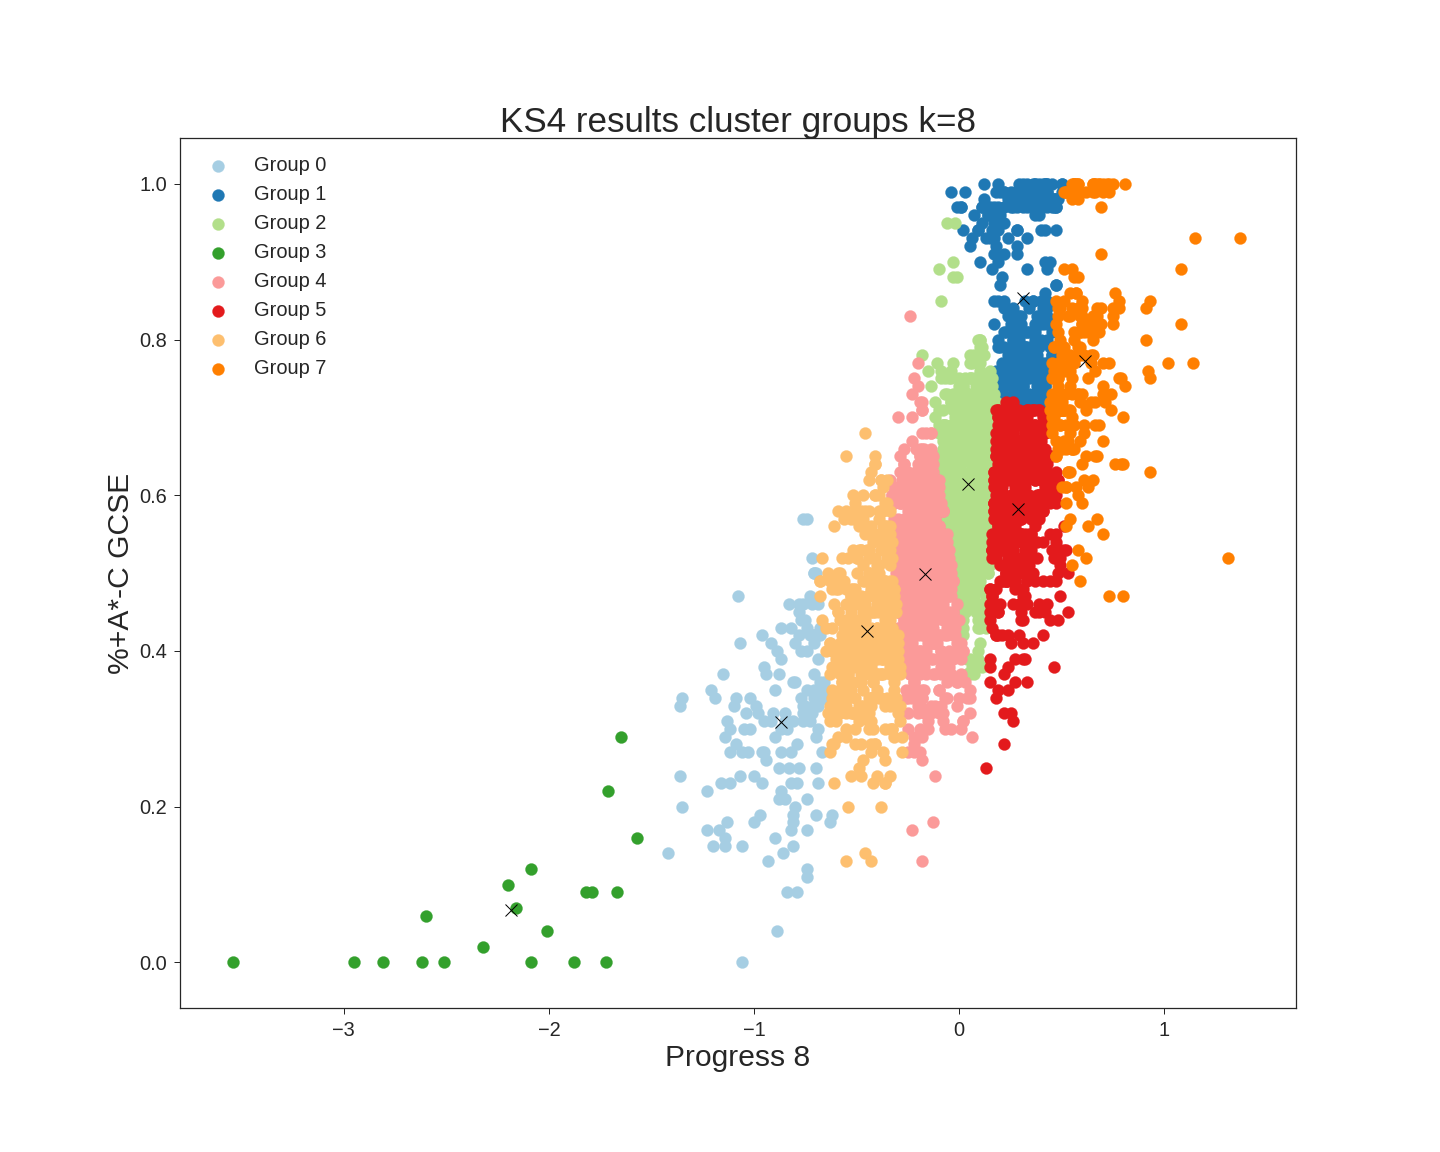 KS4 results cluster groups k=8
Group 0
Group 1
Group 2
Group 3
Group 4
Group 5
Group 6
Group 7
1.0
0.8
0.6
0.4
0.2
0.0
%+A*-C GCSE
−3 −2 −1 0 1
Progress 8